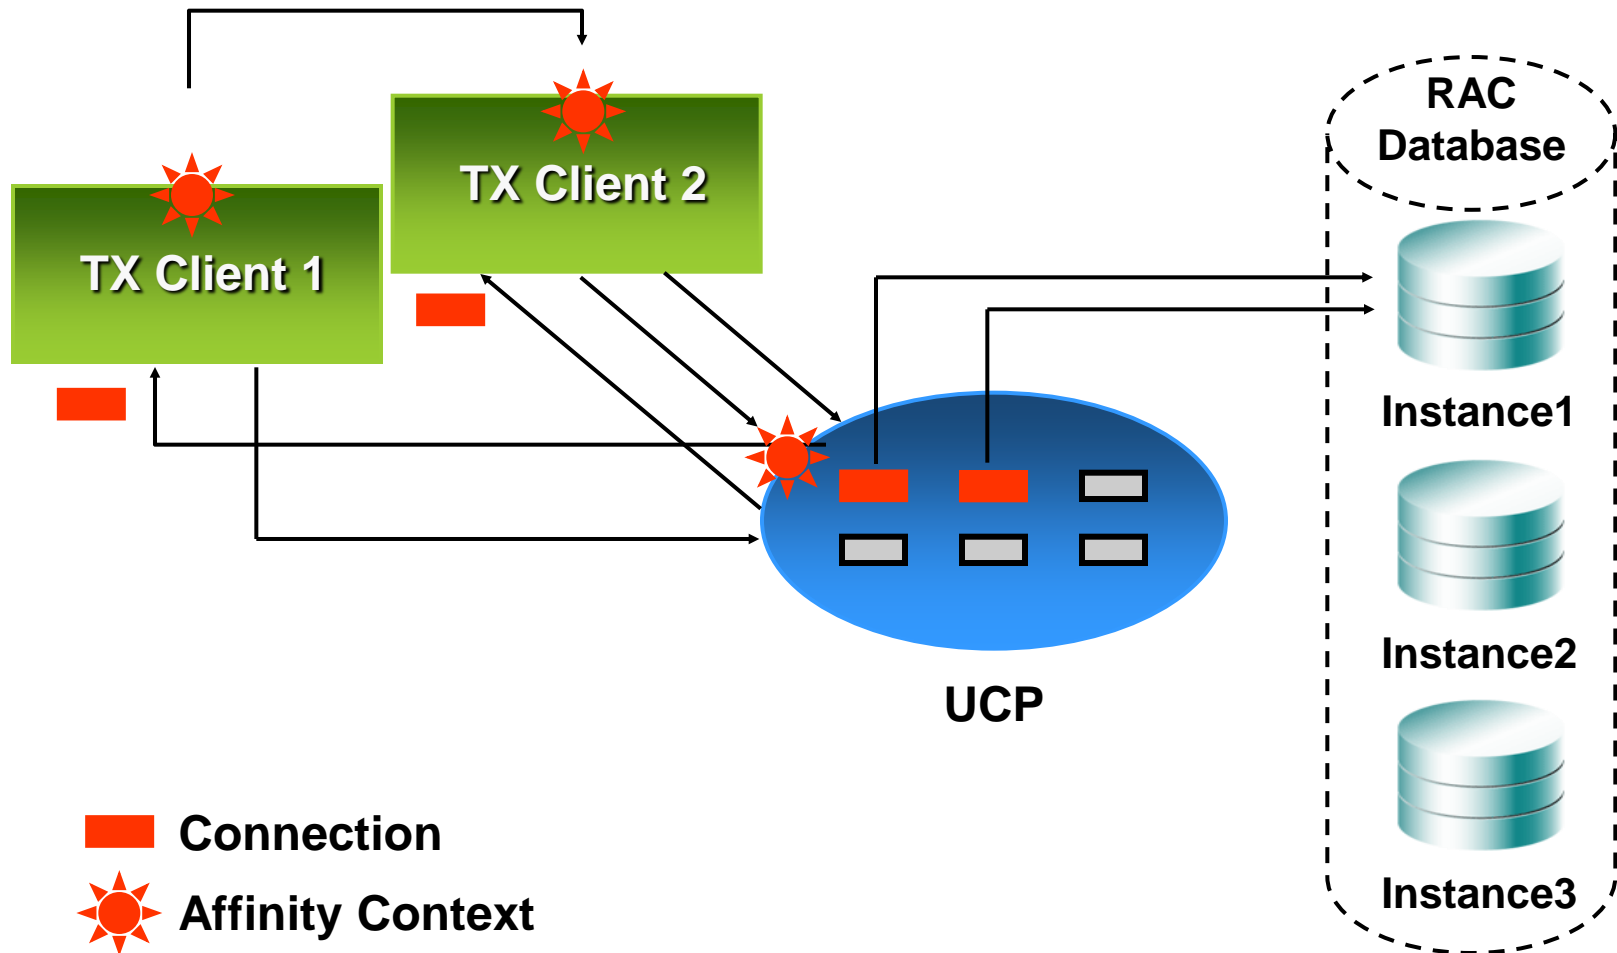 RAC
Database
TX Client 2
TX Client 1
Instance1
Instance2
UCP
Connection
Instance3
Affinity Context